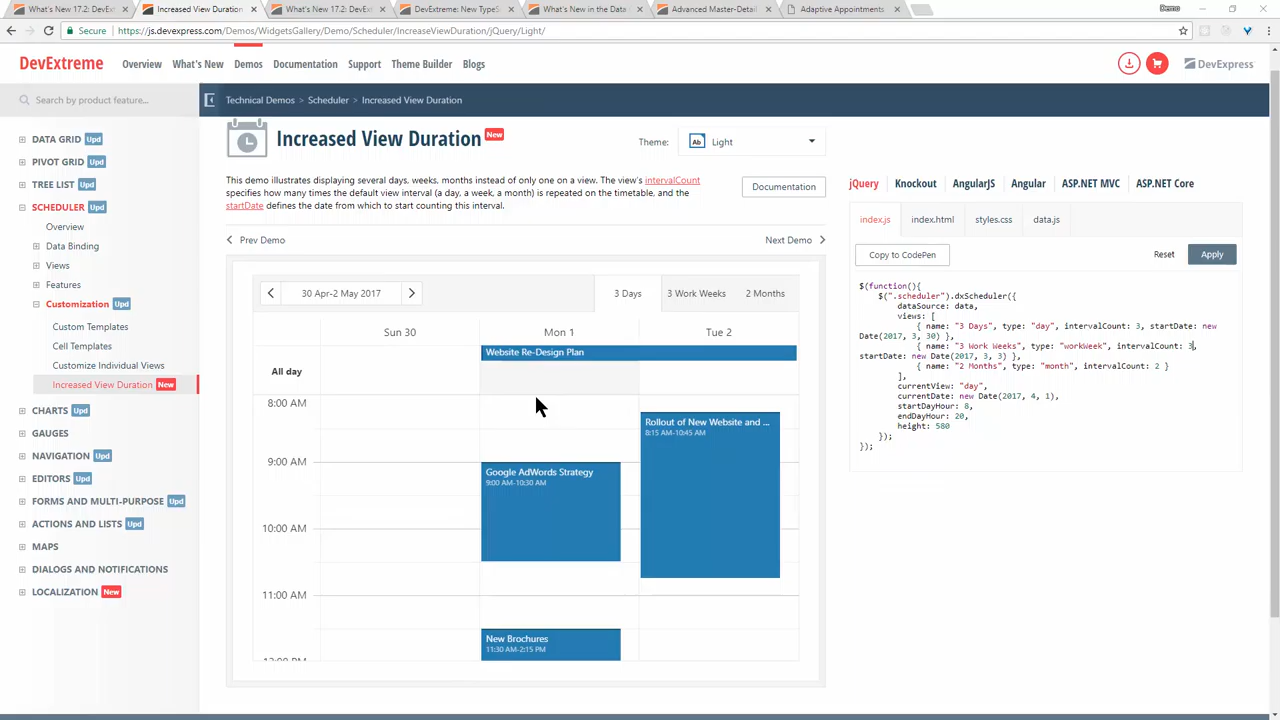 What's New 17.2: DevEx
Increased View Duration
What's New 17.2: DevEx
DevExtreme: New TypeS
What's New in the Data
Advanced Master-Detail
Adaptive Appointments
Demo
Secure
https://js.devexpress.com/Demos/WidgetsGallery/Demo/Scheduler/IncreaseViewDuration/jQuery/Light/
DevExtreme
Overview
What's New
Demos
Documentation
Support
Theme Builder
Blogs
DevExpress
Search by product feature...
Technical Demos > Scheduler > Increased View Duration
DATA GRID Upd
PIVOT GRID Upd
TREE LIST Upd
SCHEDULER Upd
Overview
Data Binding
Views
Features
Customization Upd
Custom Templates
Cell Templates
Customize Individual Views
Increased View Duration New
CHARTS Upd
GAUGES
NAVIGATION Upd
EDITORS Upd
FORMS AND MULTI-PURPOSE Upd
ACTIONS AND LISTS Upd
MAPS
DIALOGS AND NOTIFICATIONS
LOCALIZATION New
Increased View Duration New
Theme:
Ab Light
This demo illustrates displaying several days, weeks, months instead of only one on a view. The view's intervalCount
specifies how many times the default view interval (a day, a week, a month) is repeated on the timetable, and the
startDate defines the date from which to start counting this interval.
Documentation
Prev Demo
Next Demo
30 Apr-2 May 2017
3 Days
3 Work Weeks
2 Months
Sun 30
Mon 1
Tue 2
Website Re-Design Plan
All day
8:00 AM
Rollout of New Website and ...
8:15 AM-10:45 AM
9:00 AM
Google AdWords Strategy
9:00 AM-10:30 AM
10:00 AM
11:00 AM
New Brochures
11:30 AM-2:15 PM
12:00 PM
jQuery
Knockout
AngularJS
Angular
ASP.NET MVC
ASP.NET Core
index.js
index.html
styles.css
data.js
Copy to CodePen
Reset
Apply
$(function(){
$(".scheduler").dxScheduler({
dataSource: data,
views: [
{ name: "3 Days", type: "day", intervalCount: 3, startDate: new
Date(2017, 3, 30) },
{ name: "3 Work Weeks", type: "workWeek", intervalCount: 3,
startDate: new Date(2017, 3, 3) },
{ name: "2 Months", type: "month", intervalCount: 2 }
],
currentView: "day",
currentDate: new Date(2017, 4, 1),
startDayHour: 8,
endDayHour: 20,
height: 580
});
});